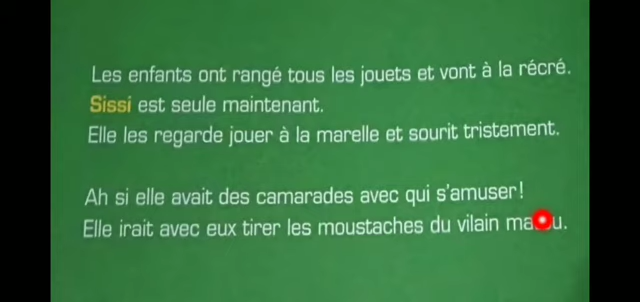 Les enfants ont rangé tous les jouets et vont à la récré.
Sissi est seule maintenant.
Elle les regarde jouer à la marelle et sourit tristement.
Ah si elle avait des camarades avec qui s'amuser!
Elle irait avec eux tirer les moustaches du vilain